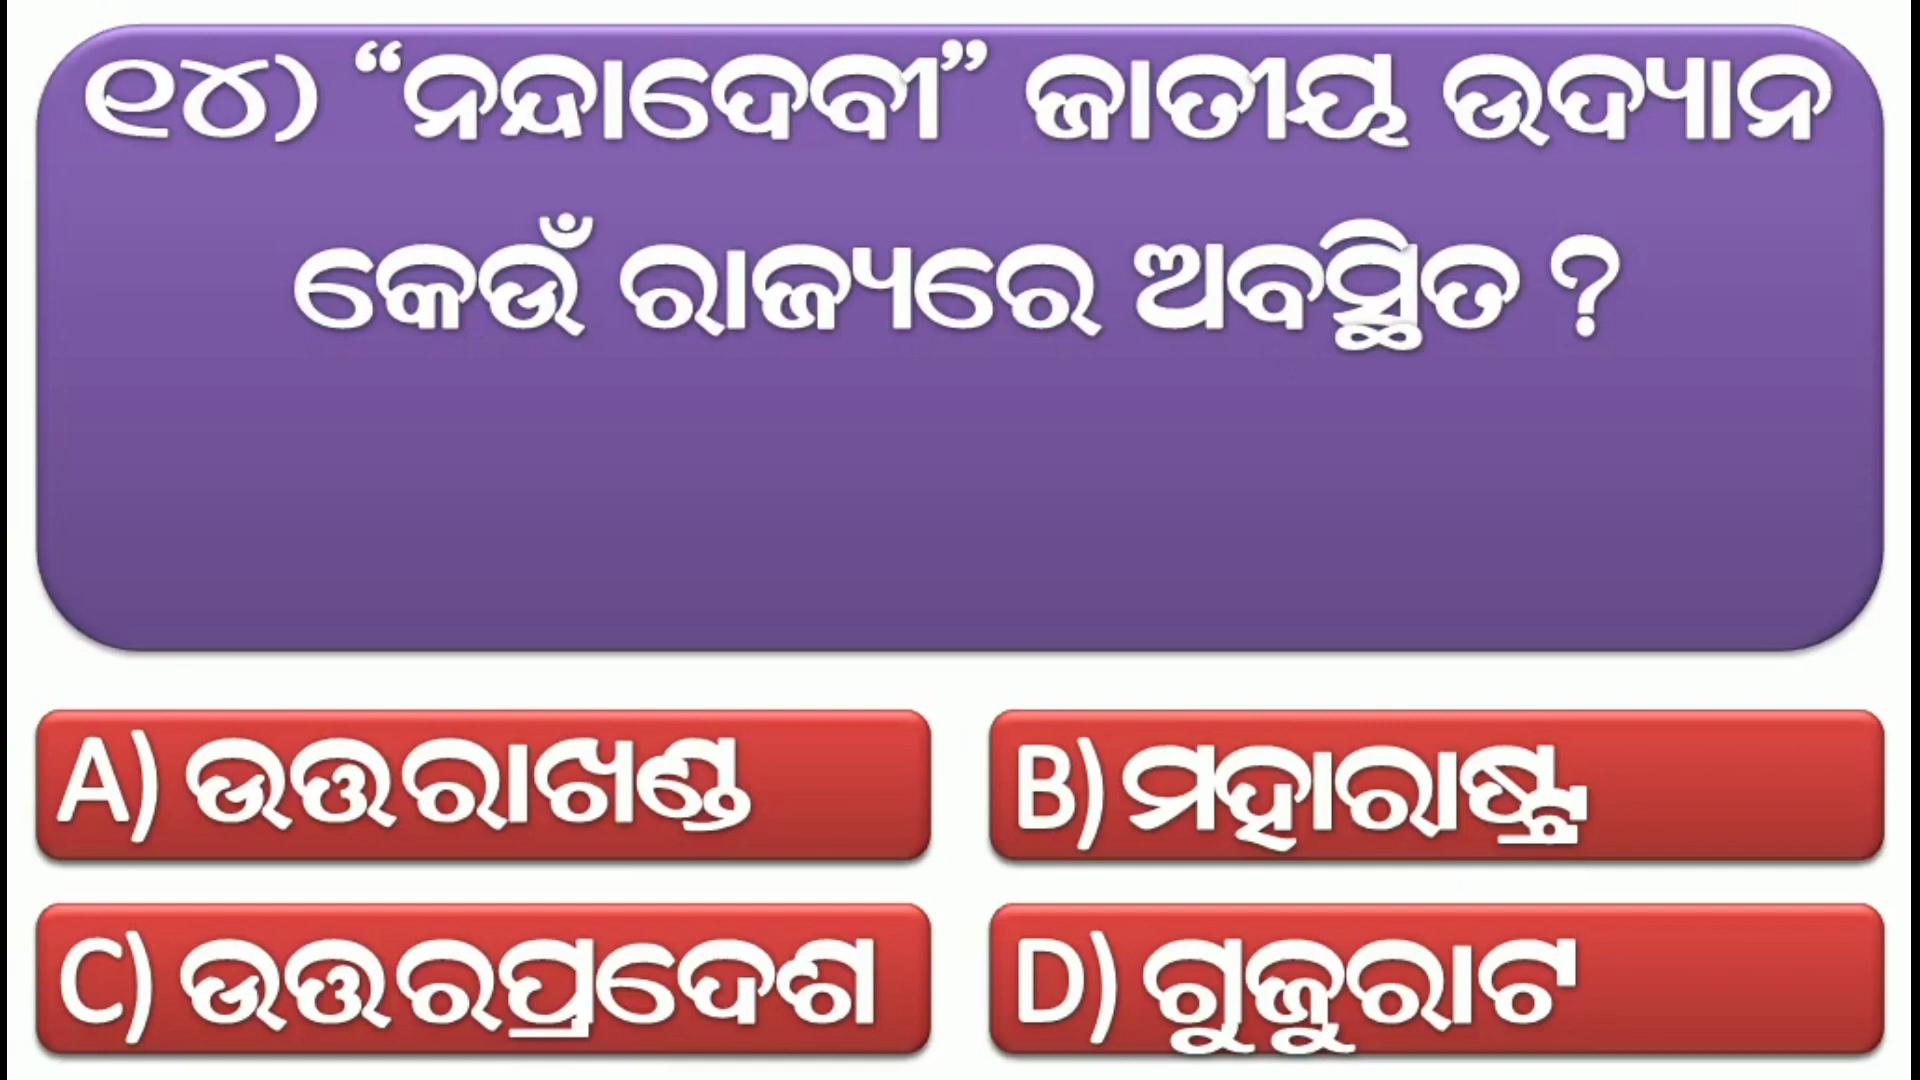 ୧୪) “ନନ୍ଦାଦେବୀ” ଜାତୀୟ ଉଦ୍ୟାନ
କେଉଁ ରାଜ୍ୟରେ ଅବସ୍ଥିତ ?
A) ଉତ୍ତରାଖଣ୍ଡ
B) ମହାରାଷ୍ଟ୍ର
C) ଉତ୍ତରପ୍ରଦେଶ
D) ଗୁଜୁରାଟ